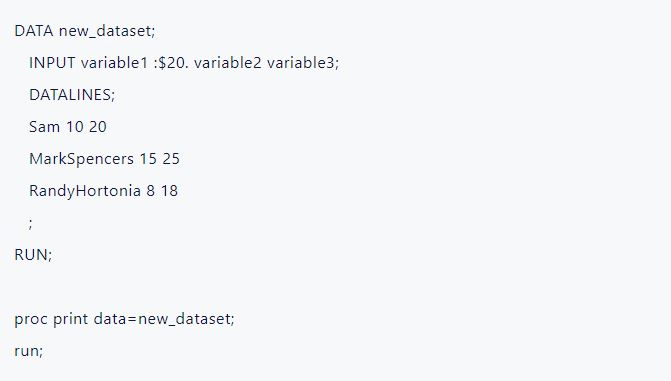 DATA new_dataset;
INPUT variable1 :$20. variable2 variable3;
DATALINES;
Sam 10 20
MarkSpencers 15 25
RandyHortonia 8 18
;
RUN;
proc print data=new_dataset;
run;